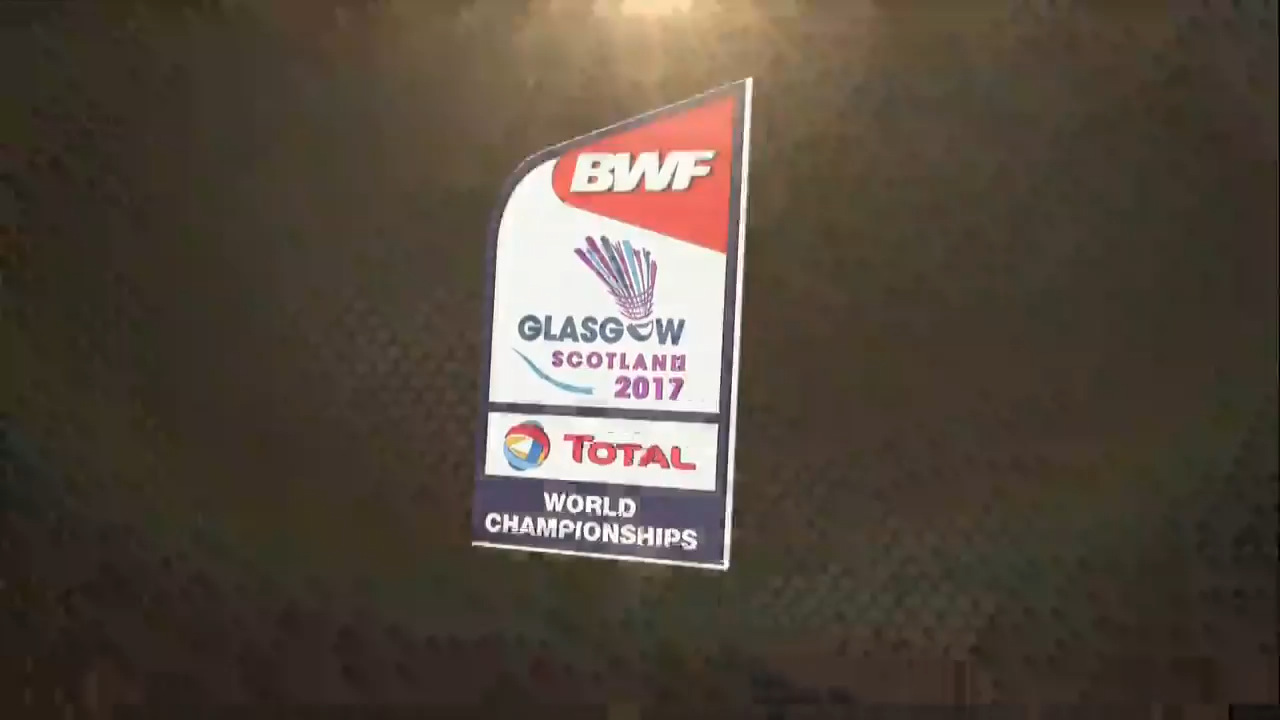 BWF
GLASGOW
SCOTLAND
2017
TOTAL
WORLD
CHAMPIONSHIPS